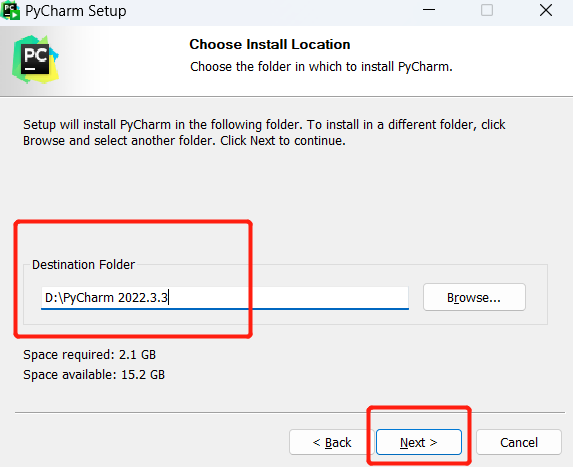 PyCharm Setup
PC
Choose Install Location
Choose the folder in which to install PyCharm.
Setup will install PyCharm in the following folder. To install in a different folder, click
Browse and select another folder. Click Next to continue.
Destination Folder
D:\PyCharm 2022.3.3
Browse...
Space required: 2.1 GB
Space available: 15.2 GB
< Back
Next >
Cancel